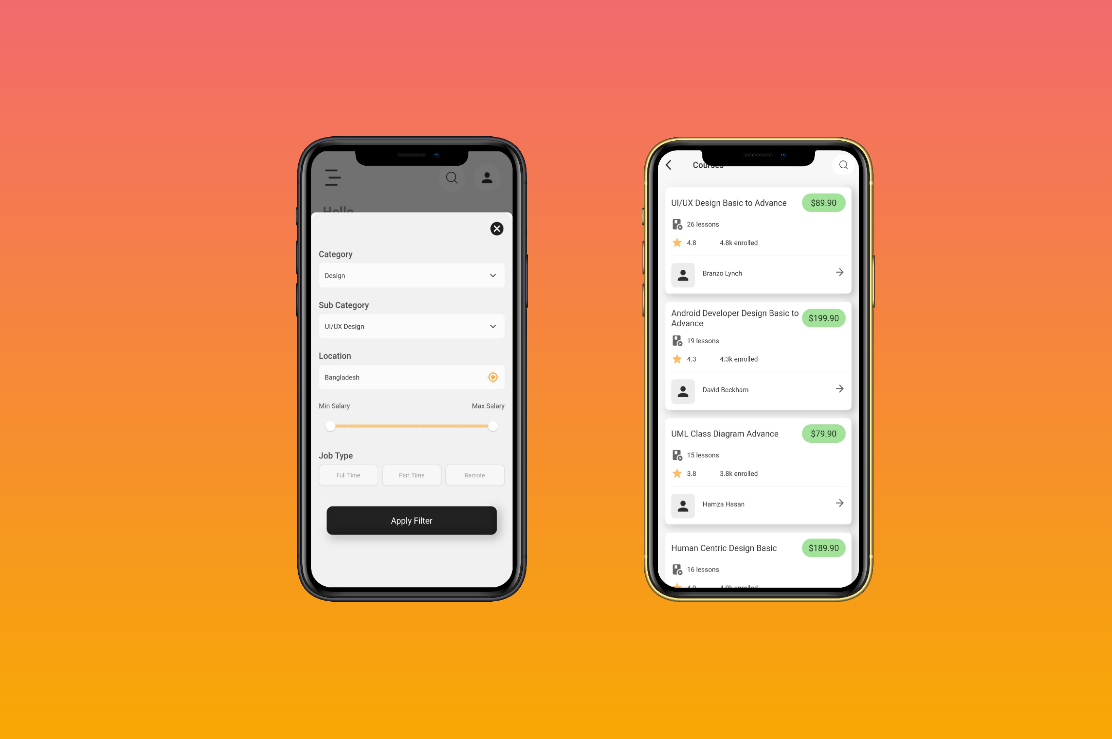 Hello
Category
Design
Sub Category
UI/UX Design
Location
Bangladesh
Min Salary Max Salary
Job Type
Full Time Part Time Remote
Apply Filter
Courses
UI/UX Design Basic to Advance $89.90
26 lessons
4.8 4.8k enrolled
Branzo Lynch
Android Developer Design Basic to
Advance
$199.90
19 lessons
4.3 4.3k enrolled
David Beckham
UML Class Diagram Advance $79.90
15 lessons
3.8 3.8k enrolled
Hamza Hasan
Human Centric Design Basic $189.90
16 lessons
enrolled